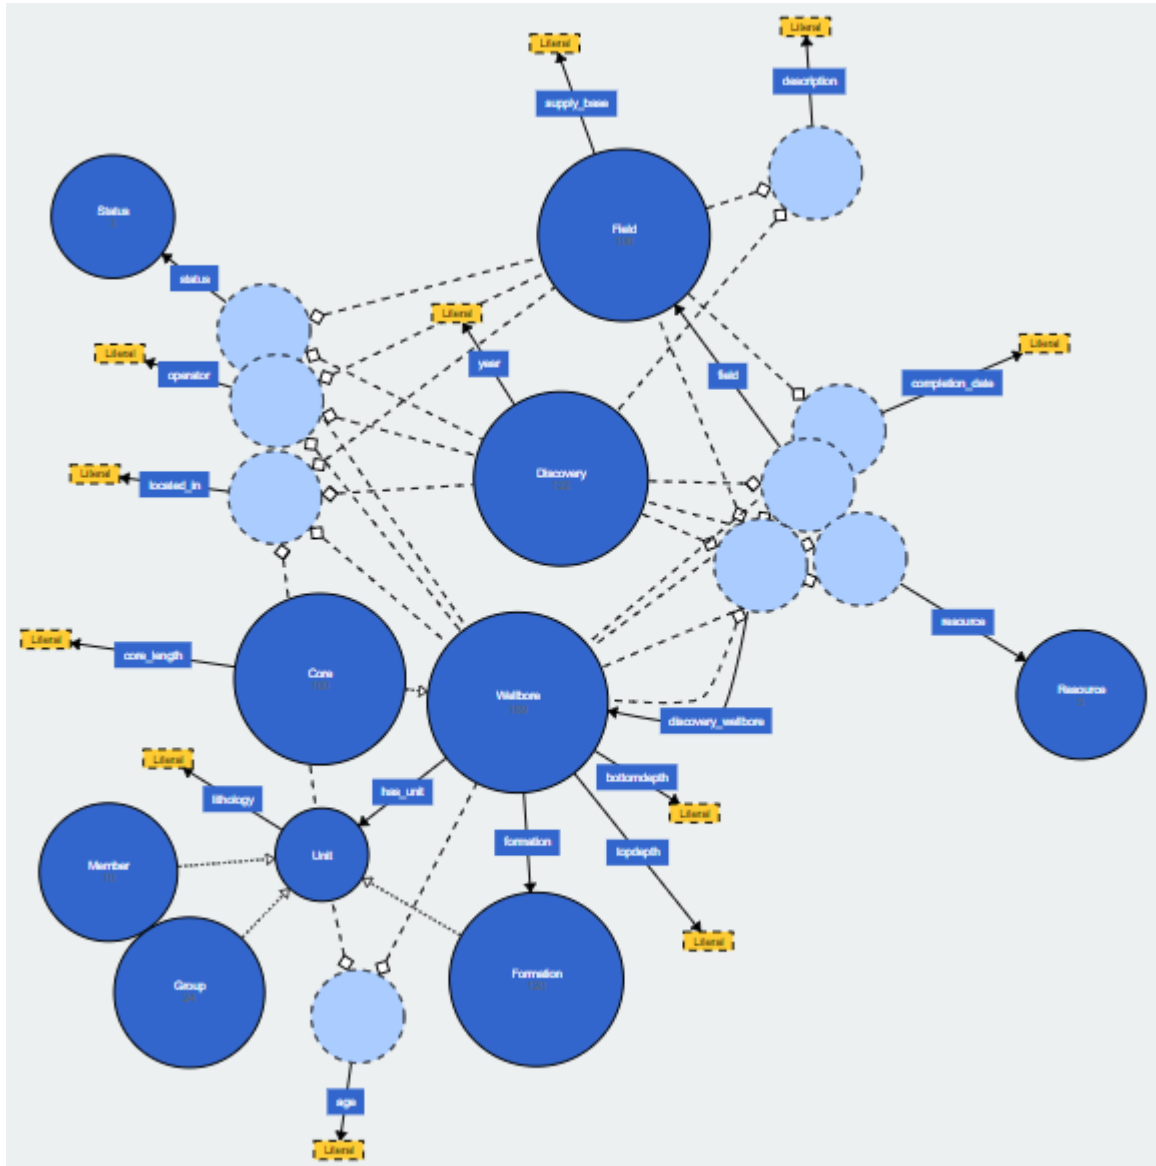 Literal
Literal
description
supply_base
Status
Field
status
Literal
Literal
operator
year
field
Literal
completion_date
Literal
located_in
Discovery
Literal
core_length
Core
Wellbore
resource
Resource
discovery_wellbore
Literal
lithology
has_unit
bottomdepth
Literal
formation
topdepth
Unit
Member
Literal
Group
Formation
age
Literal